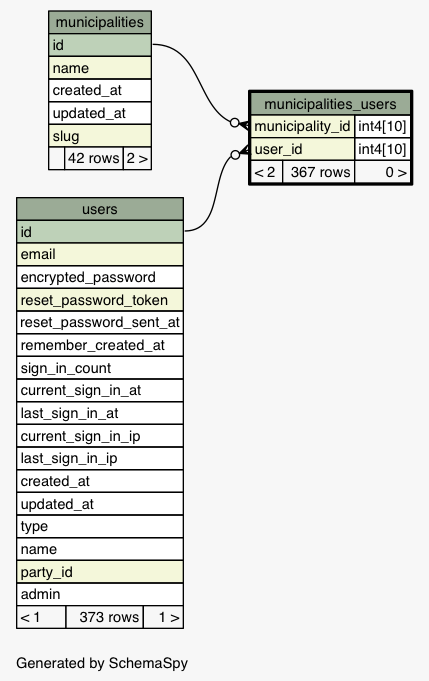 municipalities
id
name
created_at
updated_at
slug
42 rows 2 >
municipalities_users
municipality_id int4[10]
user_id int4[10]
< 2 367 rows 0 >
users
id
email
encrypted_password
reset_password_token
reset_password_sent_at
remember_created_at
sign_in_count
current_sign_in_at
last_sign_in_at
current_sign_in_ip
last_sign_in_ip
created_at
updated_at
type
name
party_id
admin
< 1 373 rows 1 >
Generated by SchemaSpy